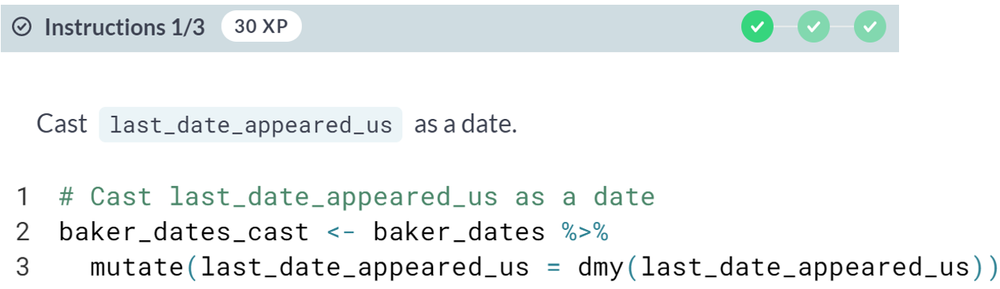 Instructions 1/3 30 XP
Cast last_date_appeared_us as a date.
1 # Cast last_date_appeared_us as a date
2 baker_dates_cast <- baker_dates %>%
3   mutate(last_date_appeared_us = dmy(last_date_appeared_us))